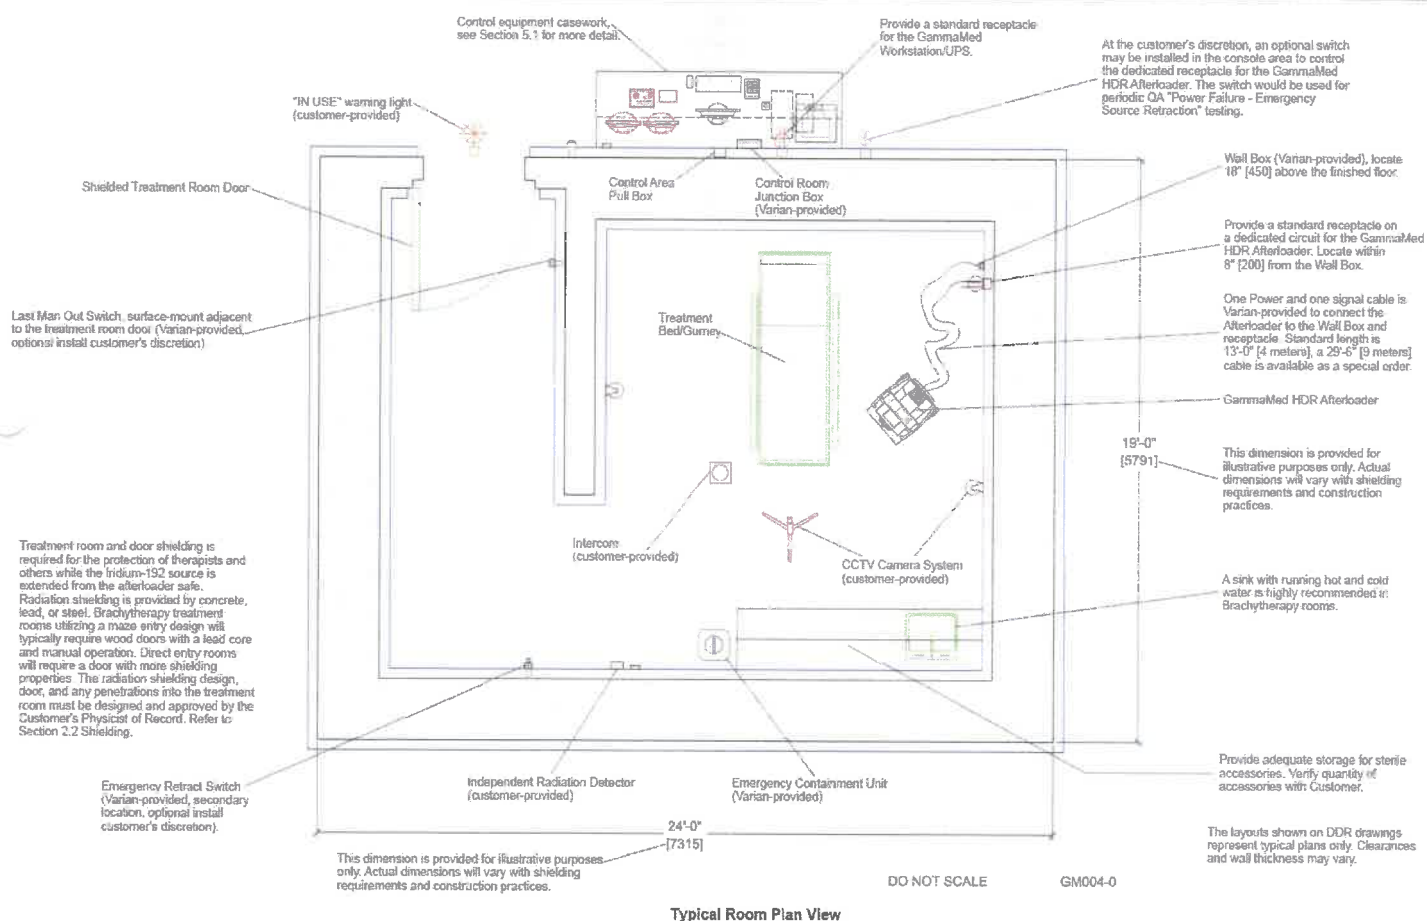 Control equipment casework,
see Section 5.1 for more detail.
Provide a standard receptacle
for the GammaMed
Workstation/UPS.
At the customer's discretion, an optional switch
may be installed in the console area to control
the dedicated receptacle for the GammaMed
HDR Afterloader. The switch would be used for
periodic QA "Power Failure - Emergency
Source Retraction" testing.
"IN USE" warning light
(customer-provided)
Shielded Treatment Room Door
Control Area
Pull Box
Control Room
Junction Box
(Varian-provided)
Wall Box (Varian-provided), locate
18" [450] above the finished floor.
Provide a standard receptacle on
a dedicated circuit for the GammaMed
HDR Afterloader. Locate within
8" [200] from the Wall Box.
Last Man Out Switch, surface-mount adjacent
to the treatment room door (Varian-provided,
optional install customer's discretion)
Treatment
Bed/Gurney
One Power and one signal cable is
Varian-provided to connect the
Afterloader to the Wall Box and
receptacle. Standard length is
13'-0" [4 meters], a 29'-6" [9 meters]
cable is available as a special order.
GammaMed HDR Afterloader
19'-0"
[5791]
This dimension is provided for
illustrative purposes only. Actual
dimensions will vary with shielding
requirements and construction
practices.
Intercom
(customer-provided)
CCTV Camera System
(customer-provided)
Treatment room and door shielding is
required for the protection of therapists and
others while the Iridium-192 source is
extended from the afterloader safe.
Radiation shielding is provided by concrete,
lead, or steel. Brachytherapy treatment
rooms utilizing a maze entry design will
typically require wood doors with a lead core
and manual operation. Direct entry rooms
will require a door with more shielding
properties. The radiation shielding design,
door, and any penetrations into the treatment
room must be designed and approved by the
Customer's Physicist of Record. Refer to
Section 2.2 Shielding.
A sink with running hot and cold
water is highly recommended in
Brachytherapy rooms.
Emergency Retract Switch
(Varian-provided, secondary
location, optional install
customer's discretion).
Independent Radiation Detector
(customer-provided)
Emergency Containment Unit
(Varian-provided)
Provide adequate storage for sterile
accessories. Verify quantity of
accessories with Customer.
24'-0"
[7315]
This dimension is provided for illustrative purposes
only. Actual dimensions will vary with shielding
requirements and construction practices.
The layouts shown on DDR drawings
represent typical plans only. Clearances
and wall thickness may vary.
DO NOT SCALE
GM004-0
Typical Room Plan View